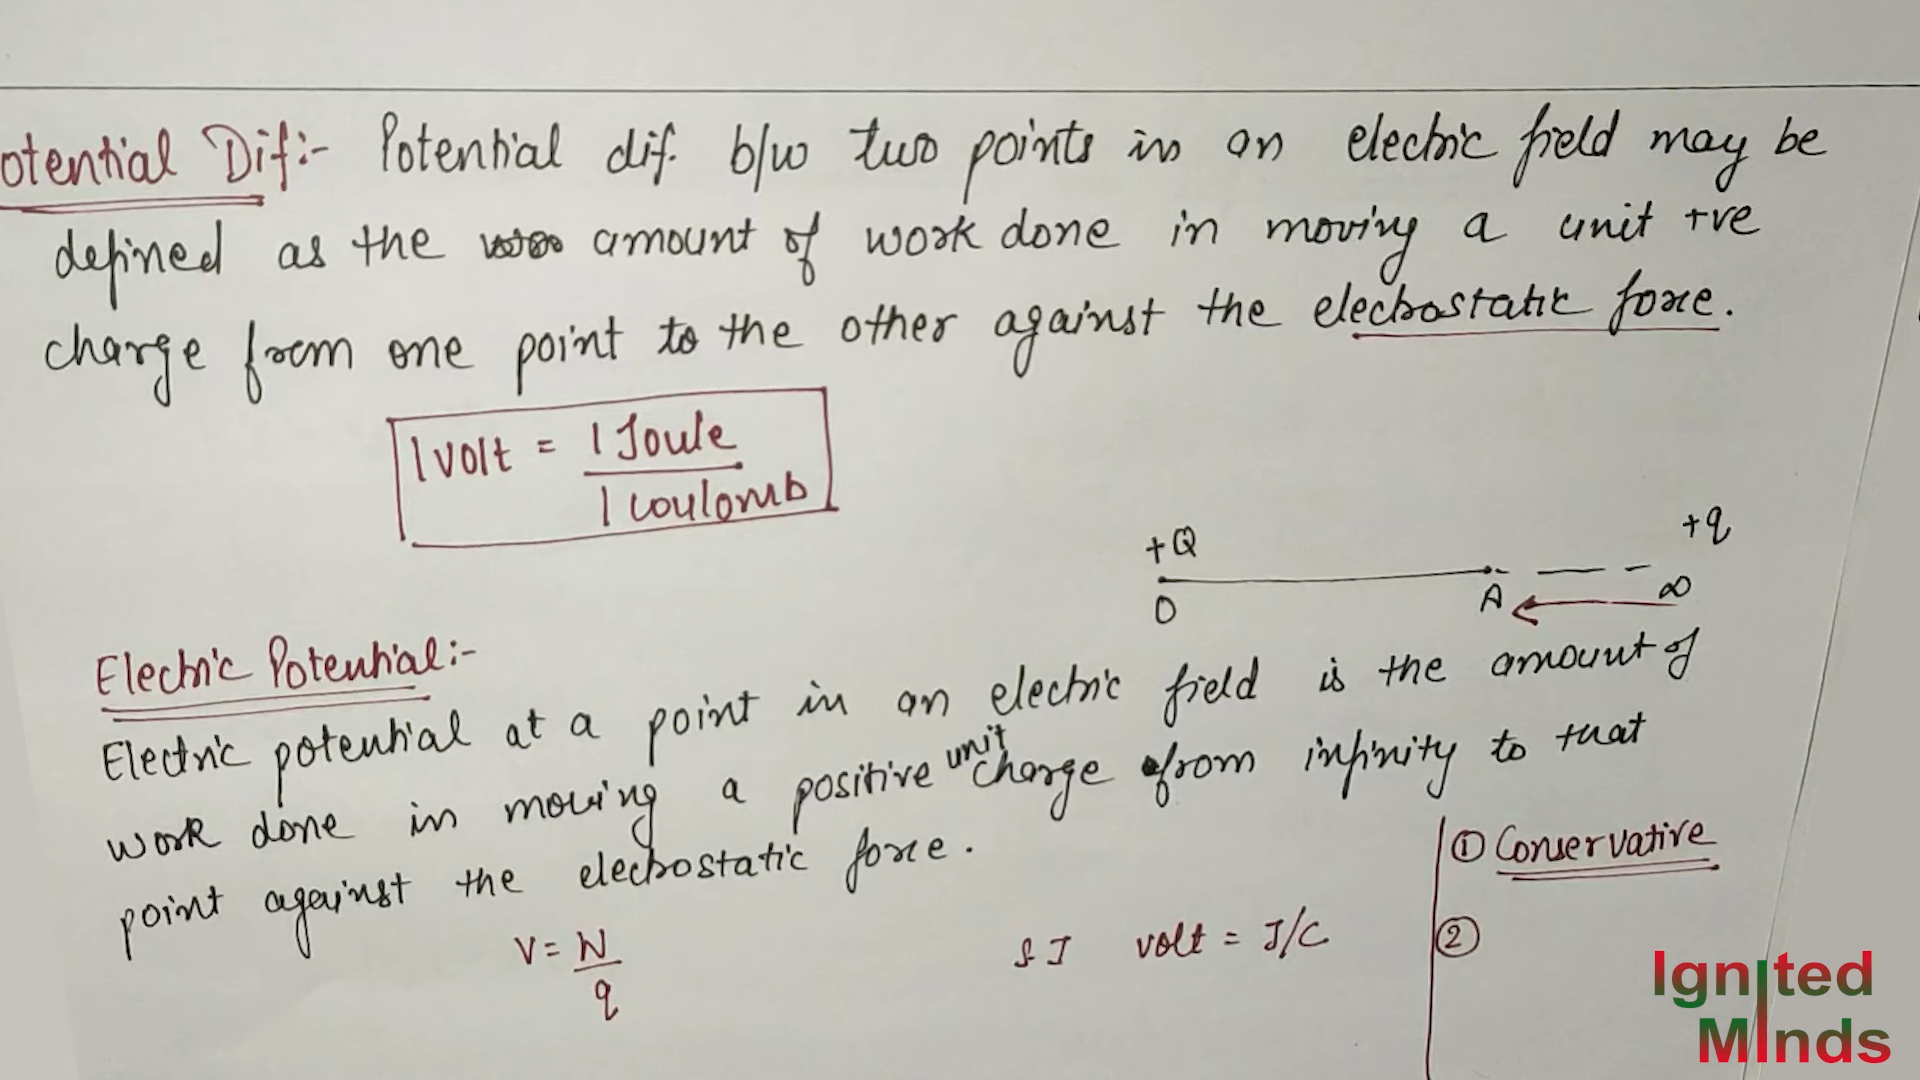 otential Dif:- Potential dif. b/w two points in an electric field may be
defined as the amount of work done in moving a unit +ve
charge from one point to the other against the electrostatic force.
1 volt = 1 Joule
1 coulomb
+Q
+q
O
A
∞
Electric Potential:-
Electric potential at a point in an electric field is the amount of
work done in moving a positive unit charge from infinity to that
point against the electrostatic force.
① Conservative
V = W
q
SI volt = J/C
②
Ignited
Minds